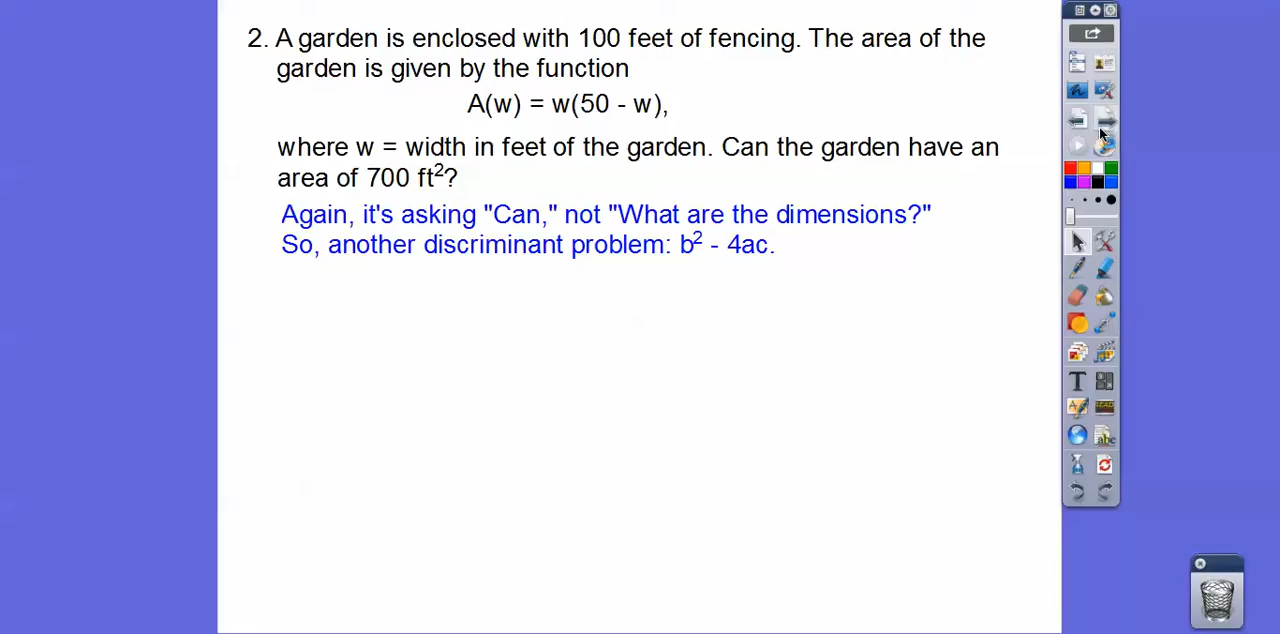 2. A garden is enclosed with 100 feet of fencing. The area of the
garden is given by the function
A(w) = w(50 - w),
where w = width in feet of the garden. Can the garden have an
area of 700 ft²?
Again, it's asking "Can," not "What are the dimensions?"
So, another discriminant problem: b² - 4ac.